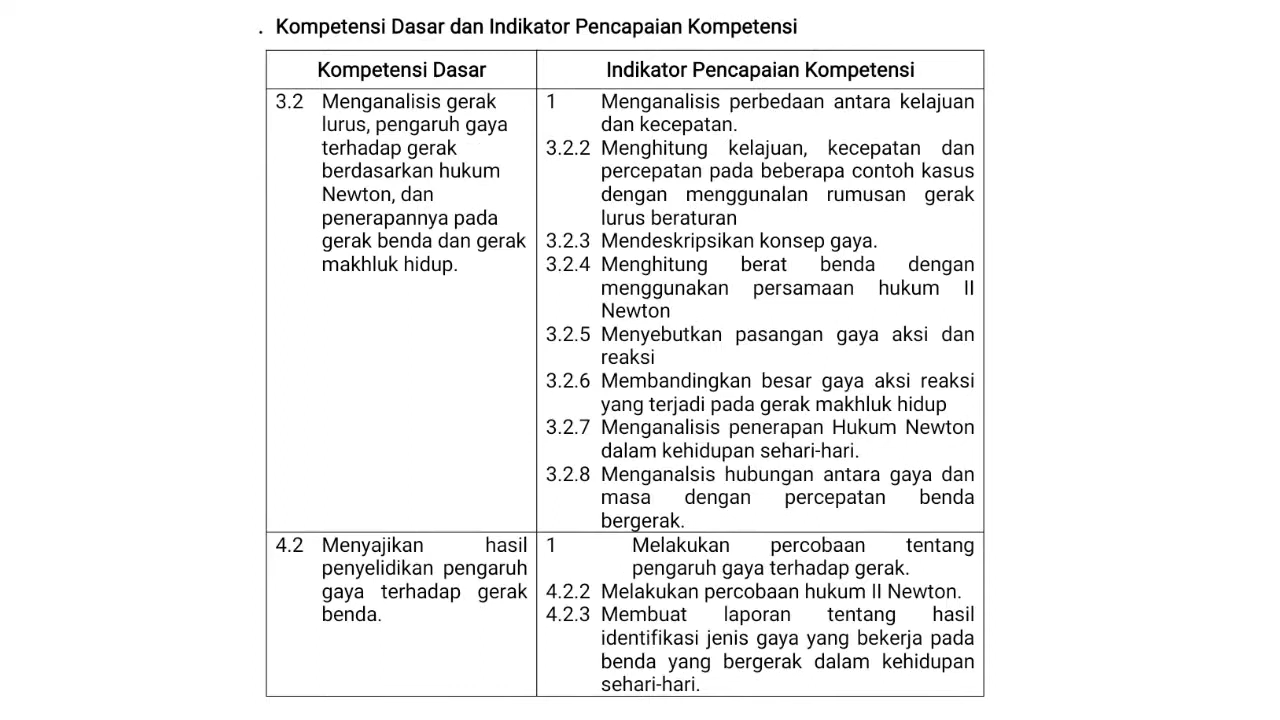 . Kompetensi Dasar dan Indikator Pencapaian Kompetensi
Kompetensi Dasar
Indikator Pencapaian Kompetensi
3.2 Menganalisis gerak
lurus, pengaruh gaya
terhadap gerak
berdasarkan hukum
Newton, dan
penerapannya pada
gerak benda dan gerak
makhluk hidup.
1 Menganalisis perbedaan antara kelajuan
dan kecepatan.
3.2.2 Menghitung kelajuan, kecepatan dan
percepatan pada beberapa contoh kasus
dengan menggunalan rumusan gerak
lurus beraturan
3.2.3 Mendeskripsikan konsep gaya.
3.2.4 Menghitung berat benda dengan
menggunakan persamaan hukum II
Newton
3.2.5 Menyebutkan pasangan gaya aksi dan
reaksi
3.2.6 Membandingkan besar gaya aksi reaksi
yang terjadi pada gerak makhluk hidup
3.2.7 Menganalisis penerapan Hukum Newton
dalam kehidupan sehari-hari.
3.2.8 Menganalsis hubungan antara gaya dan
masa dengan percepatan benda
bergerak.
4.2 Menyajikan hasil
penyelidikan pengaruh
gaya terhadap gerak
benda.
1 Melakukan percobaan tentang
pengaruh gaya terhadap gerak.
4.2.2 Melakukan percobaan hukum II Newton.
4.2.3 Membuat laporan tentang hasil
identifikasi jenis gaya yang bekerja pada
benda yang bergerak dalam kehidupan
sehari-hari.